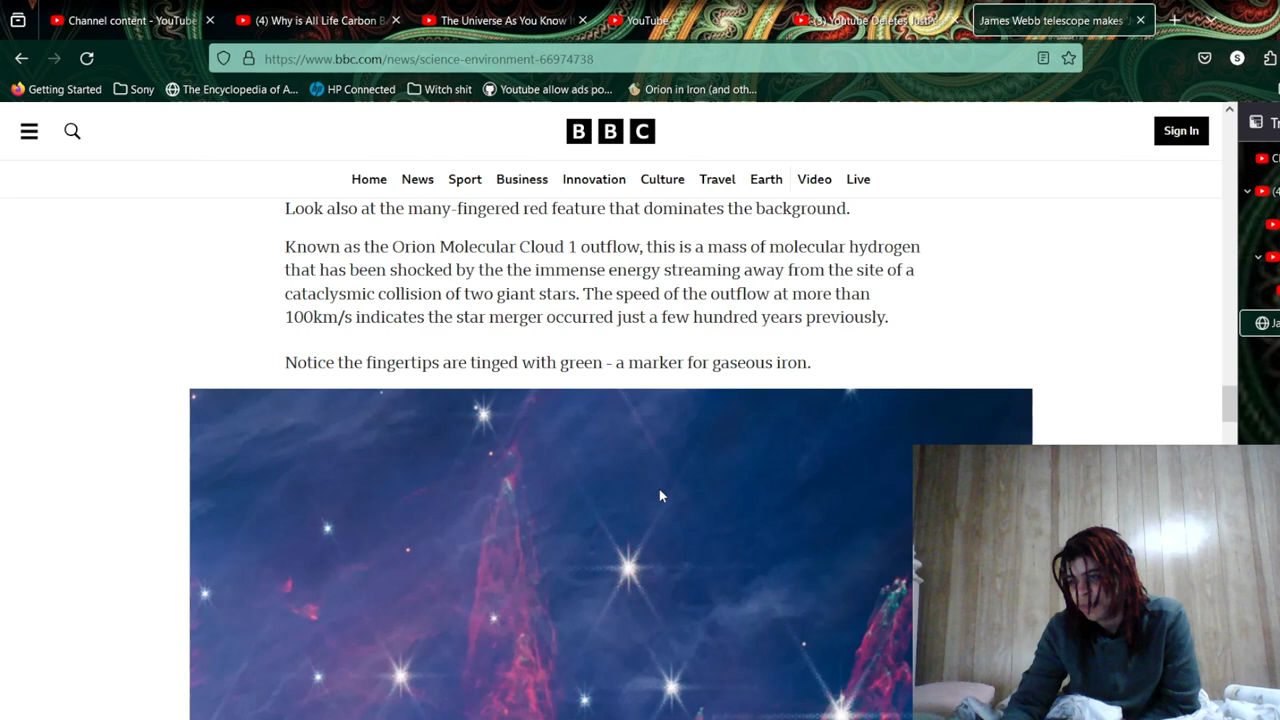 Channel content - YouTube
(4) Why is All Life Carbon B
The Universe As You Know I
YouTube
(3) Youtube Deletes JustPe
James Webb telescope makes 'J
https://www.bbc.com/news/science-environment-66974738
S
Getting Started
Sony
The Encyclopedia of A...
HP Connected
Witch shit
Youtube allow ads po...
Orion in Iron (and oth...
BBC
Sign In
Home
News
Sport
Business
Innovation
Culture
Travel
Earth
Video
Live
Look also at the many-fingered red feature that dominates the background.
Known as the Orion Molecular Cloud 1 outflow, this is a mass of molecular hydrogen
that has been shocked by the the immense energy streaming away from the site of a
cataclysmic collision of two giant stars. The speed of the outflow at more than
100km/s indicates the star merger occurred just a few hundred years previously.
Notice the fingertips are tinged with green - a marker for gaseous iron.